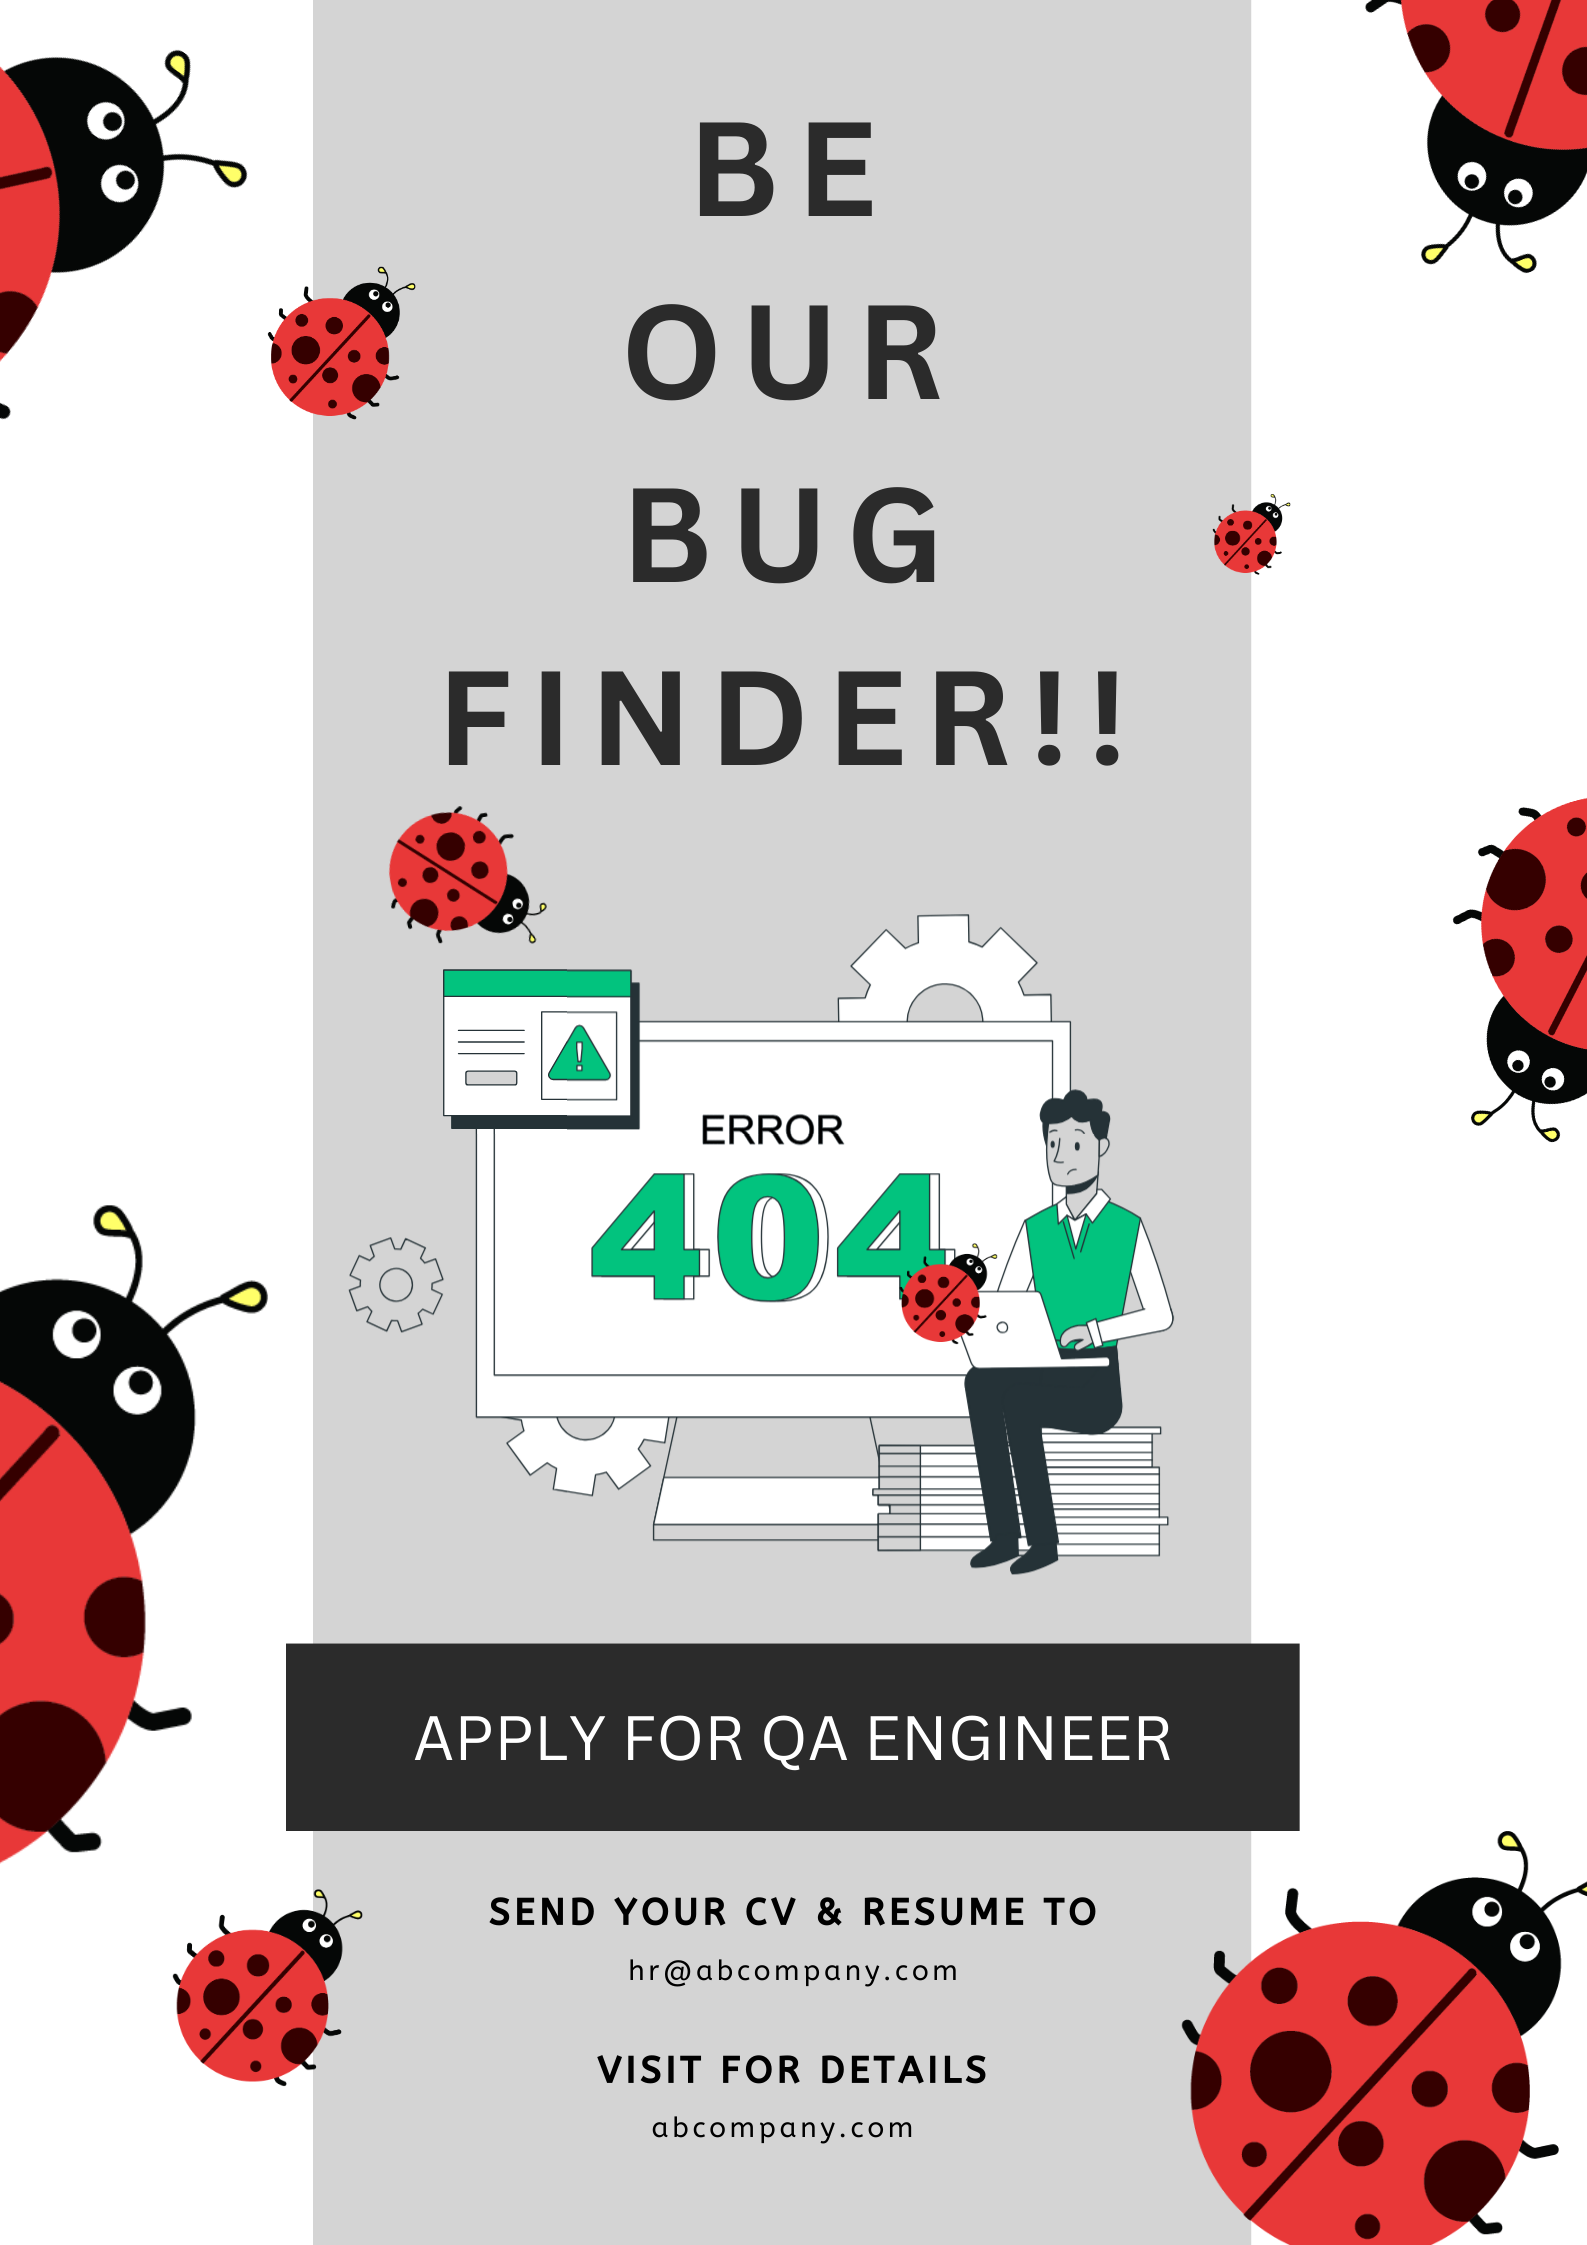 BE
OUR
BUG
FINDER!!
!
ERROR
404
APPLY FOR QA ENGINEER
SEND YOUR CV & RESUME TO
hr@abcompany.com
VISIT FOR DETAILS
abcompany.com